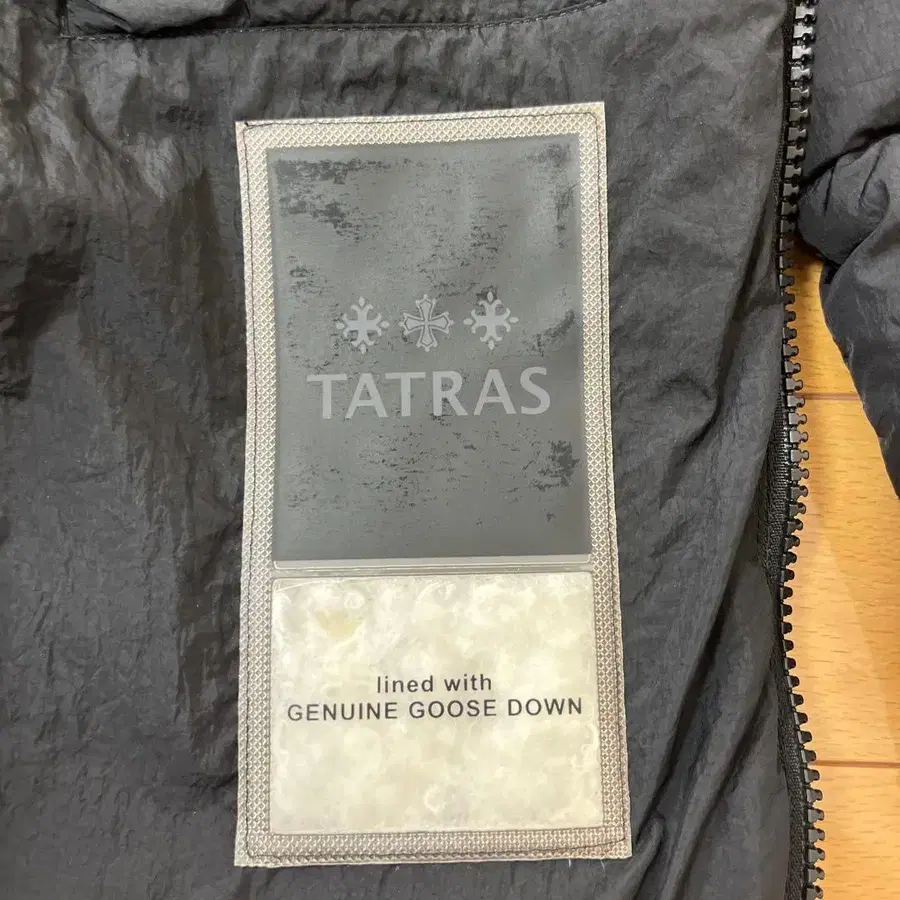 TATRAS
lined with
GENUINE GOOSE DOWN